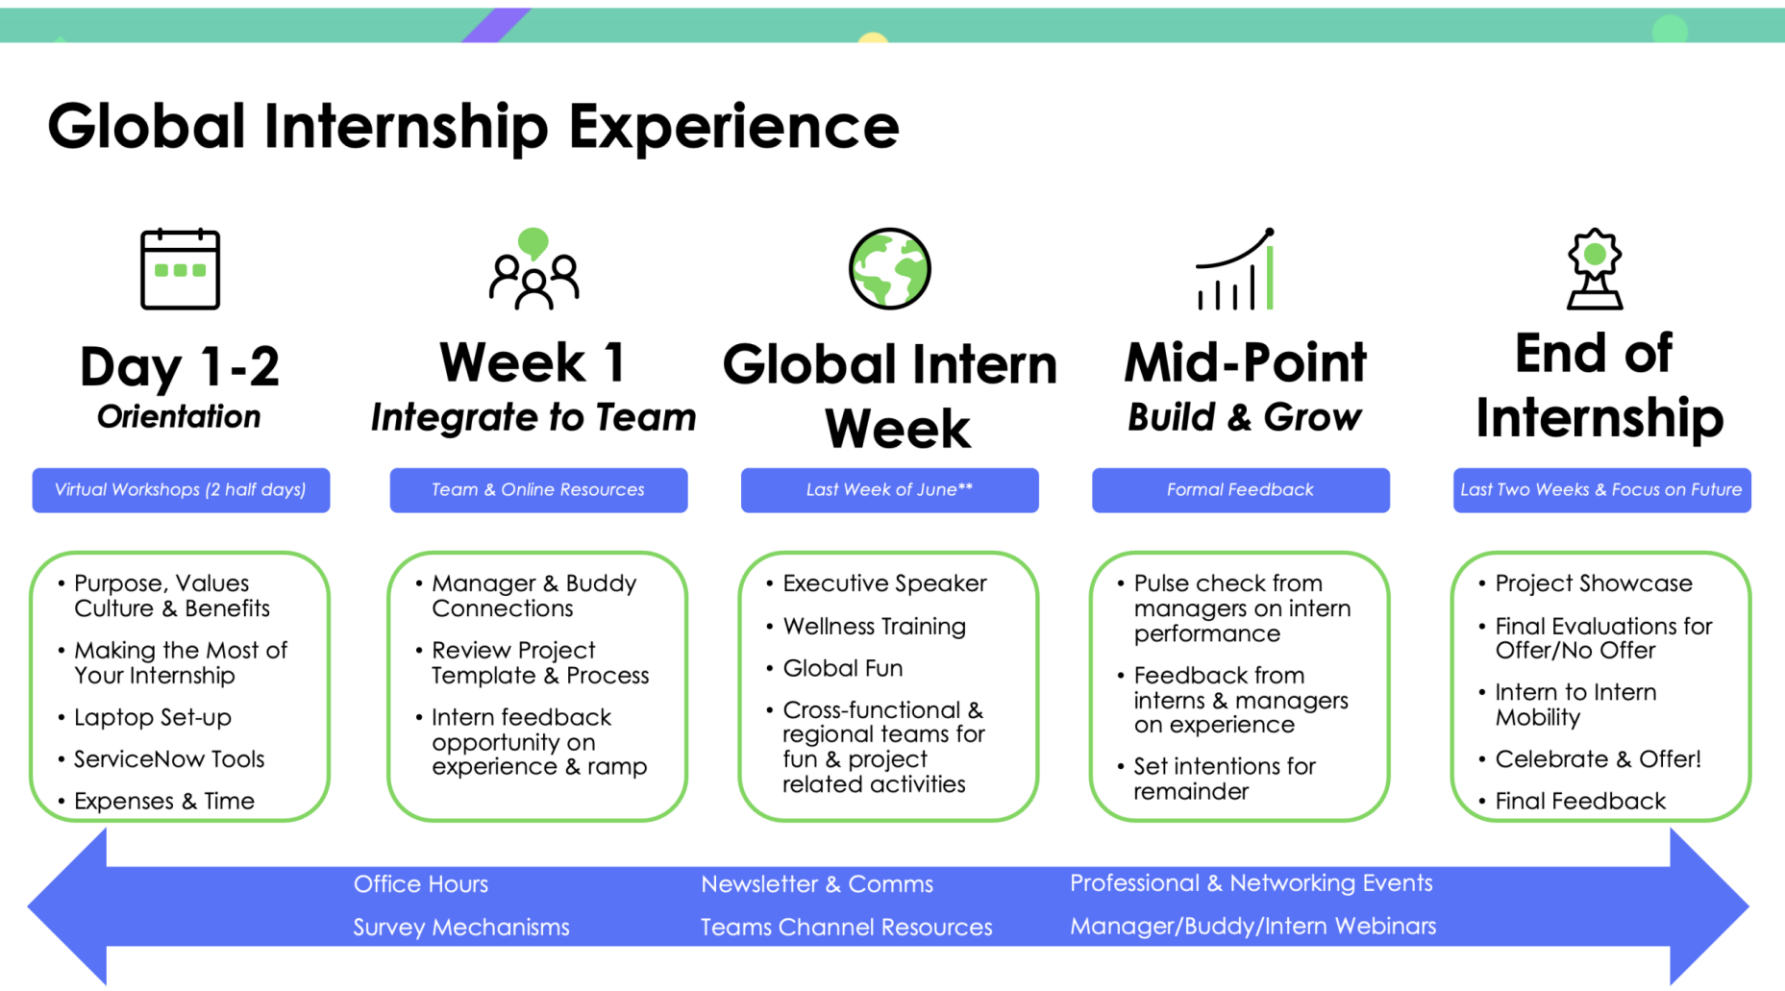 Global Internship Experience
Day 1-2
Orientation
Virtual Workshops (2 half days)
• Purpose, Values
Culture & Benefits
• Making the Most of
Your Internship
• Laptop Set-up
• ServiceNow Tools
• Expenses & Time
Week 1
Integrate to Team
Team & Online Resources
• Manager & Buddy
Connections
• Review Project
Template & Process
• Intern feedback
opportunity on
experience & ramp
Global Intern
Week
Last Week of June**
• Executive Speaker
• Wellness Training
• Global Fun
• Cross-functional &
regional teams for
fun & project
related activities
Mid-Point
Build & Grow
Formal Feedback
• Pulse check from
managers on intern
performance
• Feedback from
interns & managers
on experience
• Set intentions for
remainder
End of
Internship
Last Two Weeks & Focus on Future
• Project Showcase
• Final Evaluations for
Offer/No Offer
• Intern to Intern
Mobility
• Celebrate & Offer!
• Final Feedback
Office Hours
Survey Mechanisms
Newsletter & Comms
Teams Channel Resources
Professional & Networking Events
Manager/Buddy/Intern Webinars